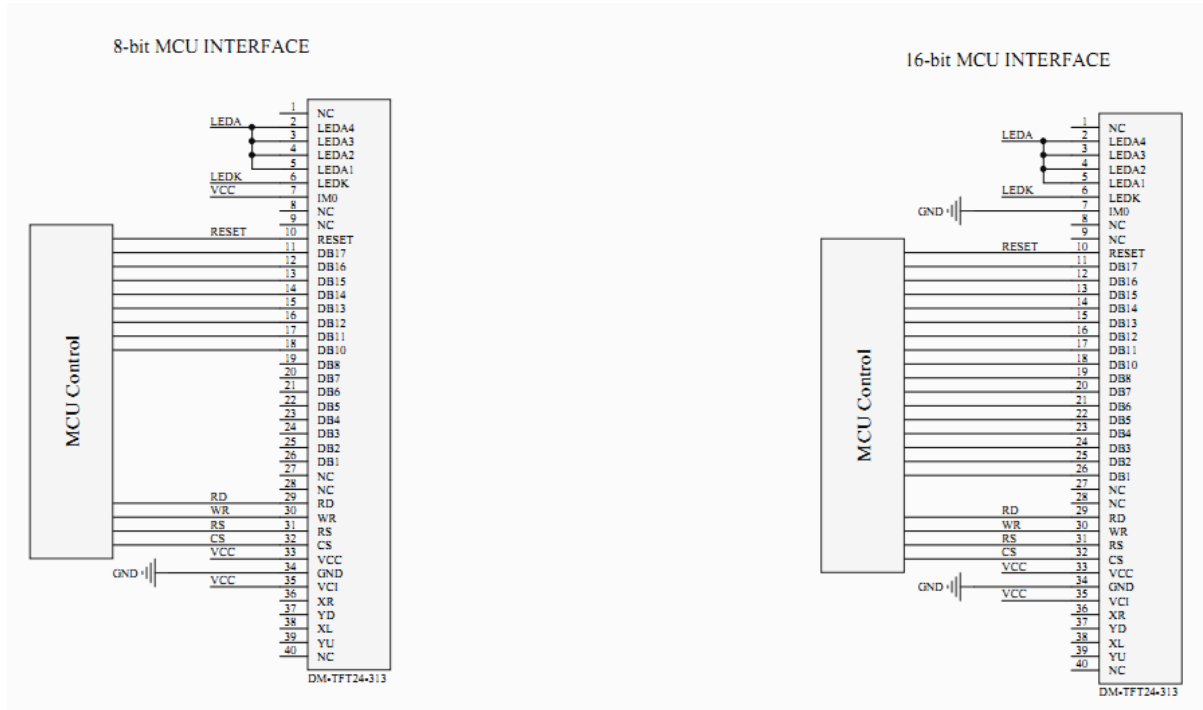 8-bit MCU INTERFACE
1 NC
LEDA 2 LEDA4
3 LEDA3
4 LEDA2
5 LEDA1
LEDK 6 LEDK
VCC 7 IM0
8 NC
9 NC
RESET 10 RESET
11 DB17
12 DB16
13 DB15
14 DB14
15 DB13
16 DB12
17 DB11
18 DB10
19 DB8
20 DB7
21 DB6
22 DB5
23 DB4
24 DB3
25 DB2
26 DB1
27 NC
28 NC
RD 29 RD
WR 30 WR
RS 31 RS
CS 32 CS
VCC 33 VCC
GND 34 GND
VCC 35 VCI
36 XR
37 YD
38 XL
39 YU
40 NC
MCU Control
DM-TFT24-313
16-bit MCU INTERFACE
1 NC
LEDA 2 LEDA4
3 LEDA3
4 LEDA2
5 LEDA1
LEDK 6 LEDK
GND 7 IM0
8 NC
9 NC
RESET 10 RESET
11 DB17
12 DB16
13 DB15
14 DB14
15 DB13
16 DB12
17 DB11
18 DB10
19 DB8
20 DB7
21 DB6
22 DB5
23 DB4
24 DB3
25 DB2
26 DB1
27 NC
28 NC
RD 29 RD
WR 30 WR
RS 31 RS
CS 32 CS
VCC 33 VCC
GND 34 GND
VCC 35 VCI
36 XR
37 YD
38 XL
39 YU
40 NC
MCU Control
DM-TFT24-313